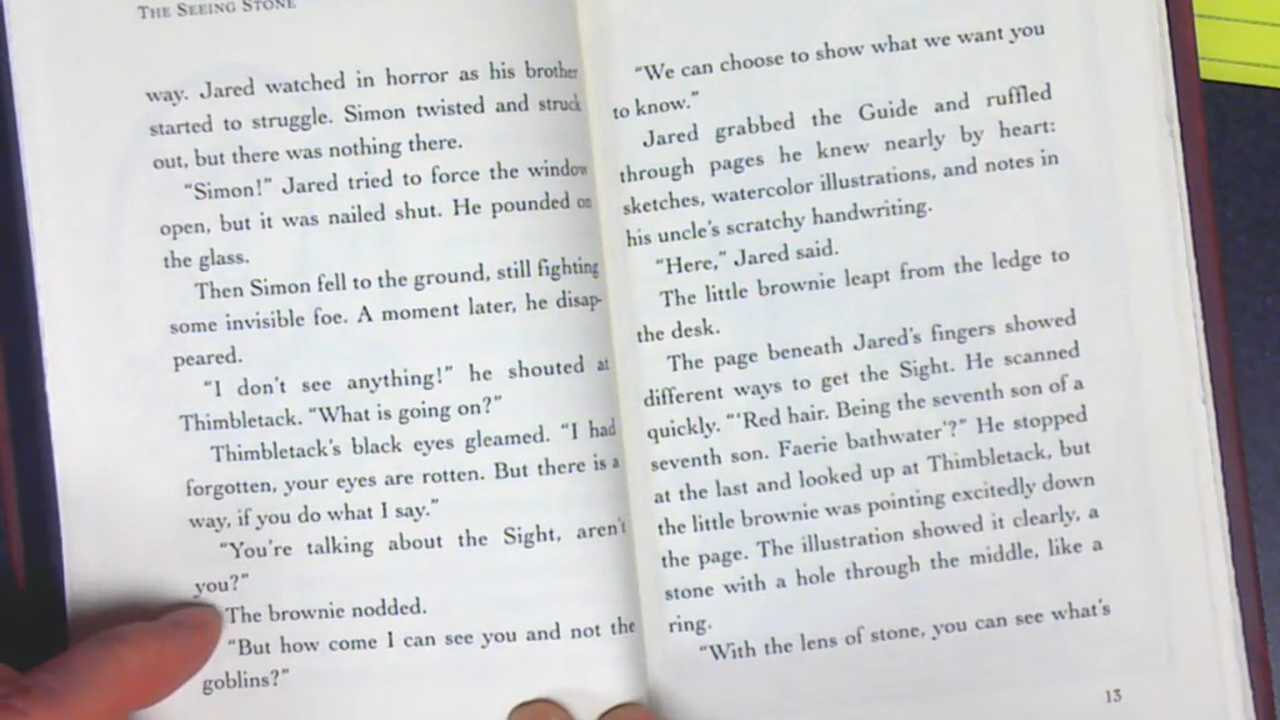 THE SEEING STONE
way. Jared watched in horror as his brother
started to struggle. Simon twisted and struck
out, but there was nothing there.
“Simon!” Jared tried to force the window
open, but it was nailed shut. He pounded on
the glass.
Then Simon fell to the ground, still fighting
some invisible foe. A moment later, he disap-
peared.
“I don’t see anything!” he shouted at
Thimbletack. “What is going on?”
Thimbletack’s black eyes gleamed. “I had
forgotten, your eyes are rotten. But there is a
way, if you do what I say.”
“You’re talking about the Sight, aren’t
you?”
The brownie nodded.
“But how come I can see you and not the
goblins?”
“We can choose to show what we want you
to know.”
Jared grabbed the Guide and ruffled
through pages he knew nearly by heart:
sketches, watercolor illustrations, and notes in
his uncle’s scratchy handwriting.
“Here,” Jared said.
The little brownie leapt from the ledge to
the desk.
The page beneath Jared’s fingers showed
different ways to get the Sight. He scanned
quickly. “‘Red hair. Being the seventh son of a
seventh son. Faerie bathwater’?” He stopped
at the last and looked up at Thimbletack, but
the little brownie was pointing excitedly down
the page. The illustration showed it clearly, a
stone with a hole through the middle, like a
ring.
“With the lens of stone, you can see what’s
13